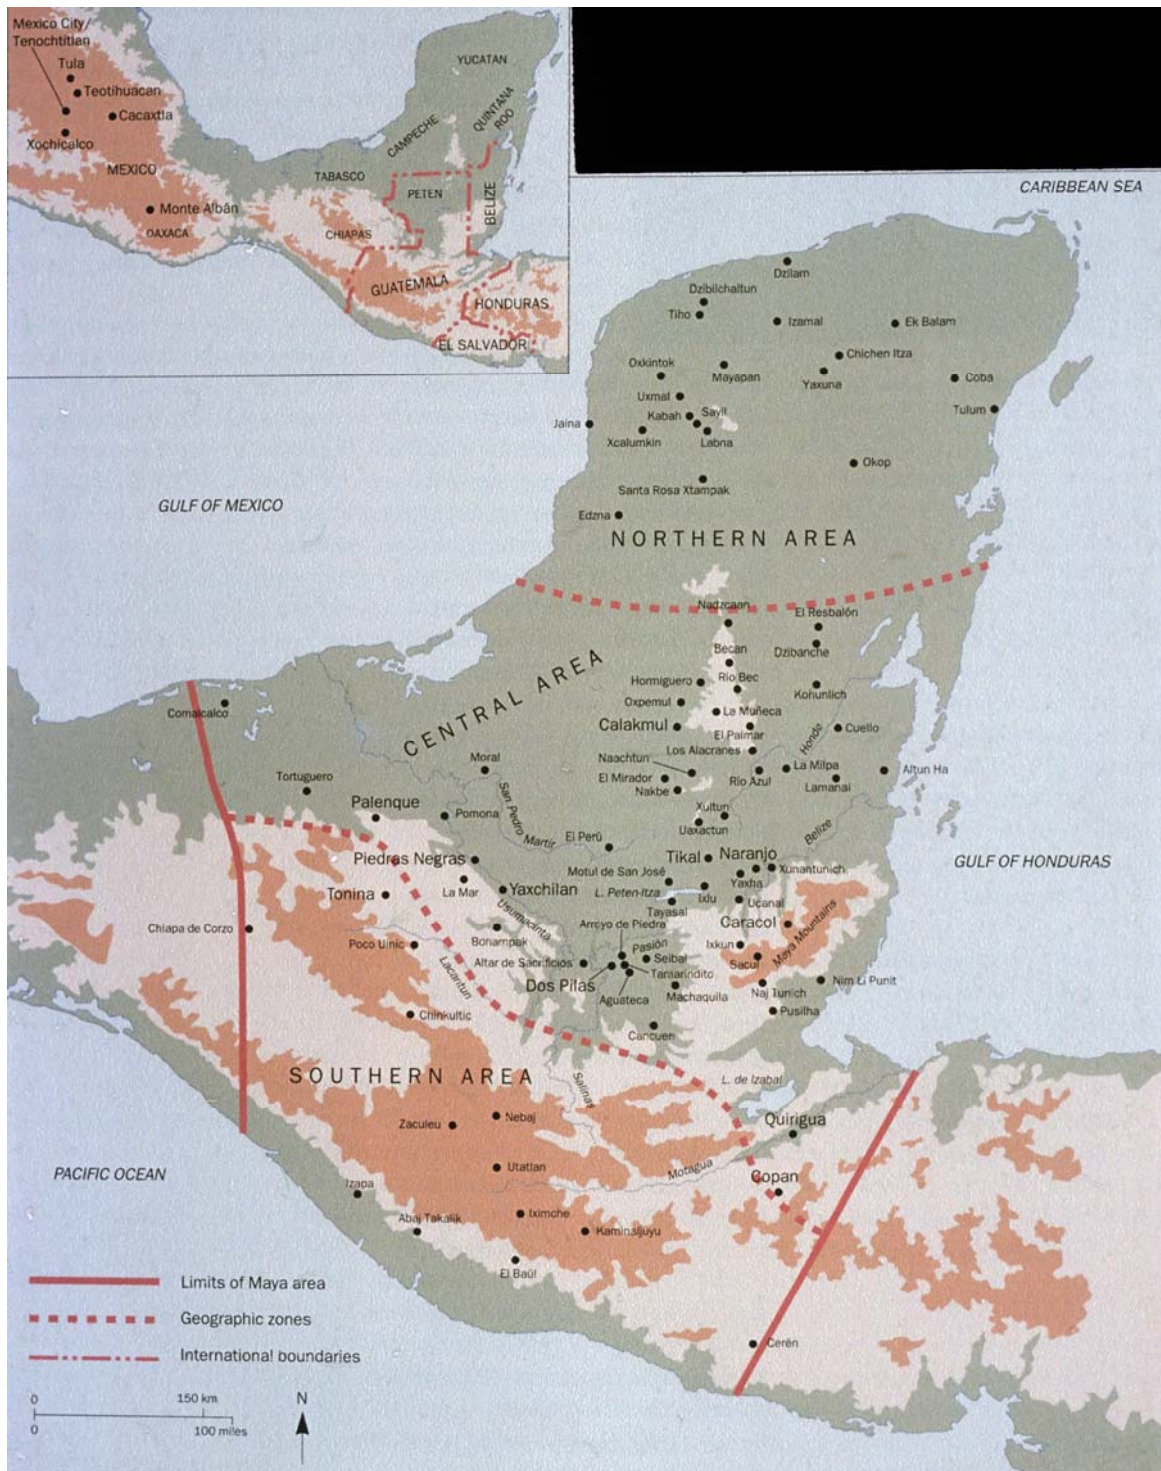 Mexico City/
Tenochtitlan
Tula
Teotihuacan
Cacaxtla
Xochicalco
MEXICO
Monte Albán
OAXACA
YUCATAN
QUINTANA
ROO
CAMPECHE
TABASCO
PETEN
BELIZE
CHIAPAS
GUATEMALA
HONDURAS
EL SALVADOR
CARIBBEAN SEA
Dzilam
Dzibilchaltun
Tiho
Izamal
Ek Balam
Chichen Itza
Oxkintok
Mayapan
Yaxuna
Coba
Uxmal
Tulum
Kabah
Sayil
Jaina
Xcalumkin
Labna
Okop
Santa Rosa Xtampak
GULF OF MEXICO
Edzna
NORTHERN AREA
Nadzcaan
El Resbalón
Becan
Dzibanche
CENTRAL AREA
Hormiguero
Rio Bec
Kohunlich
Oxpemul
La Muñeca
Comalcalco
Calakmul
El Palmar
Honde
Cuello
Los Alacranes
Moral
Naachtun
La Milpa
Altun Ha
Tortuguero
El Mirador
Rio Azul
Lamanai
Nakbe
Palenque
San Pedro Martir
Xultun
Pomona
Uaxactun
Belize
El Perú
Piedras Negras
Tikal
Naranjo
GULF OF HONDURAS
Motul de San José
Xunantunich
La Mar
Yaxchilan
Yaxha
Tonina
L. Peten-Itza
Ixlu
Ucanal
Tayasal
Usumacinta
Caracol
Maya Mountains
Arroyo de Piedra
Chiapa de Corzo
Bonampak
Poco Uinic
Pasión
Ixkun
Lacantun
Altar de Sacrificios
Seibal
Sacul
Tamarindito
Dos Pilas
Nim Li Punit
Aguateca
Machaquila
Naj Tunich
Chinkultic
Pusilha
Cancuen
SOUTHERN AREA
L. de Izabal
Salinas
Nebaj
Zaculeu
Quirigua
Utatlan
Motagua
PACIFIC OCEAN
Copan
Izapa
Abaj Takalik
Iximche
Kaminaljuyu
El Baúl
Limits of Maya area
Geographic zones
International boundaries
Cerén
0 150 km
N
0 100 miles